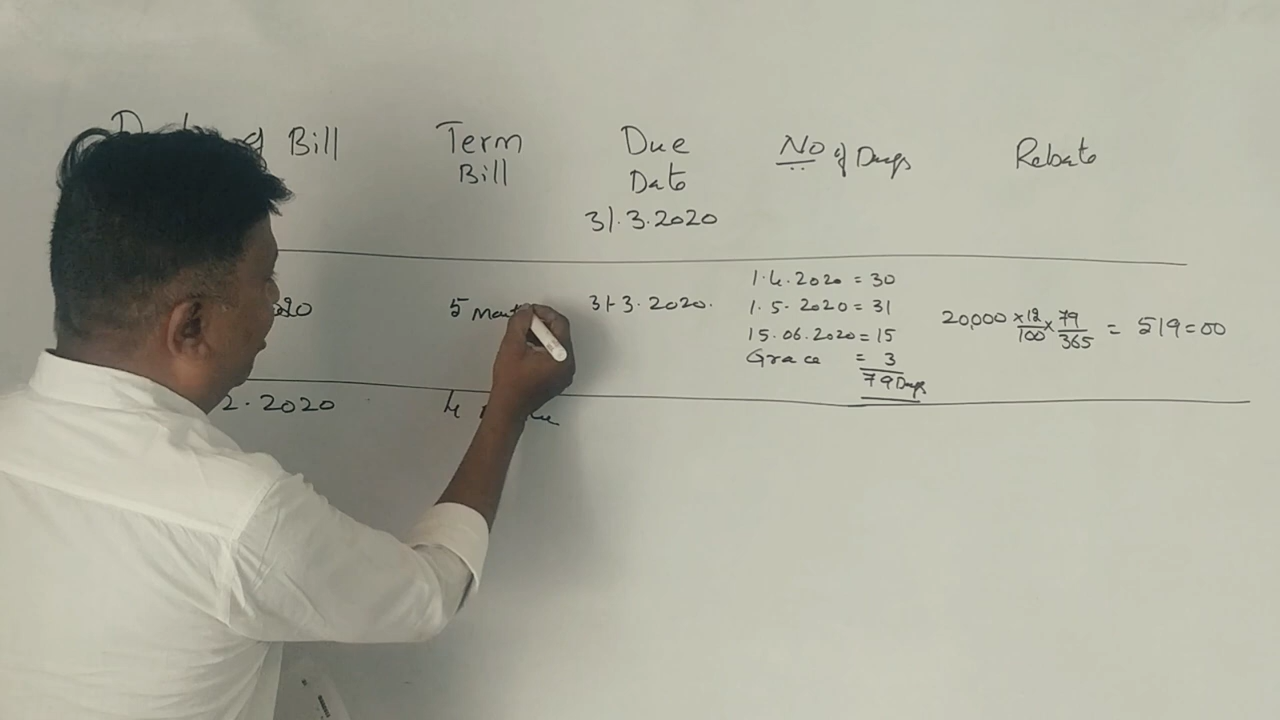 Bill
Term
Bill
Due
Date
31.3.2020
No of Days
Rebate
5
31-3.2020.
1.4.2020 = 30
1.5.2020 = 31
15.06.2020 = 15
Grace = 3
79 Days
20,000 × 12/100 × 79/365 = 519=00
2.2020
4